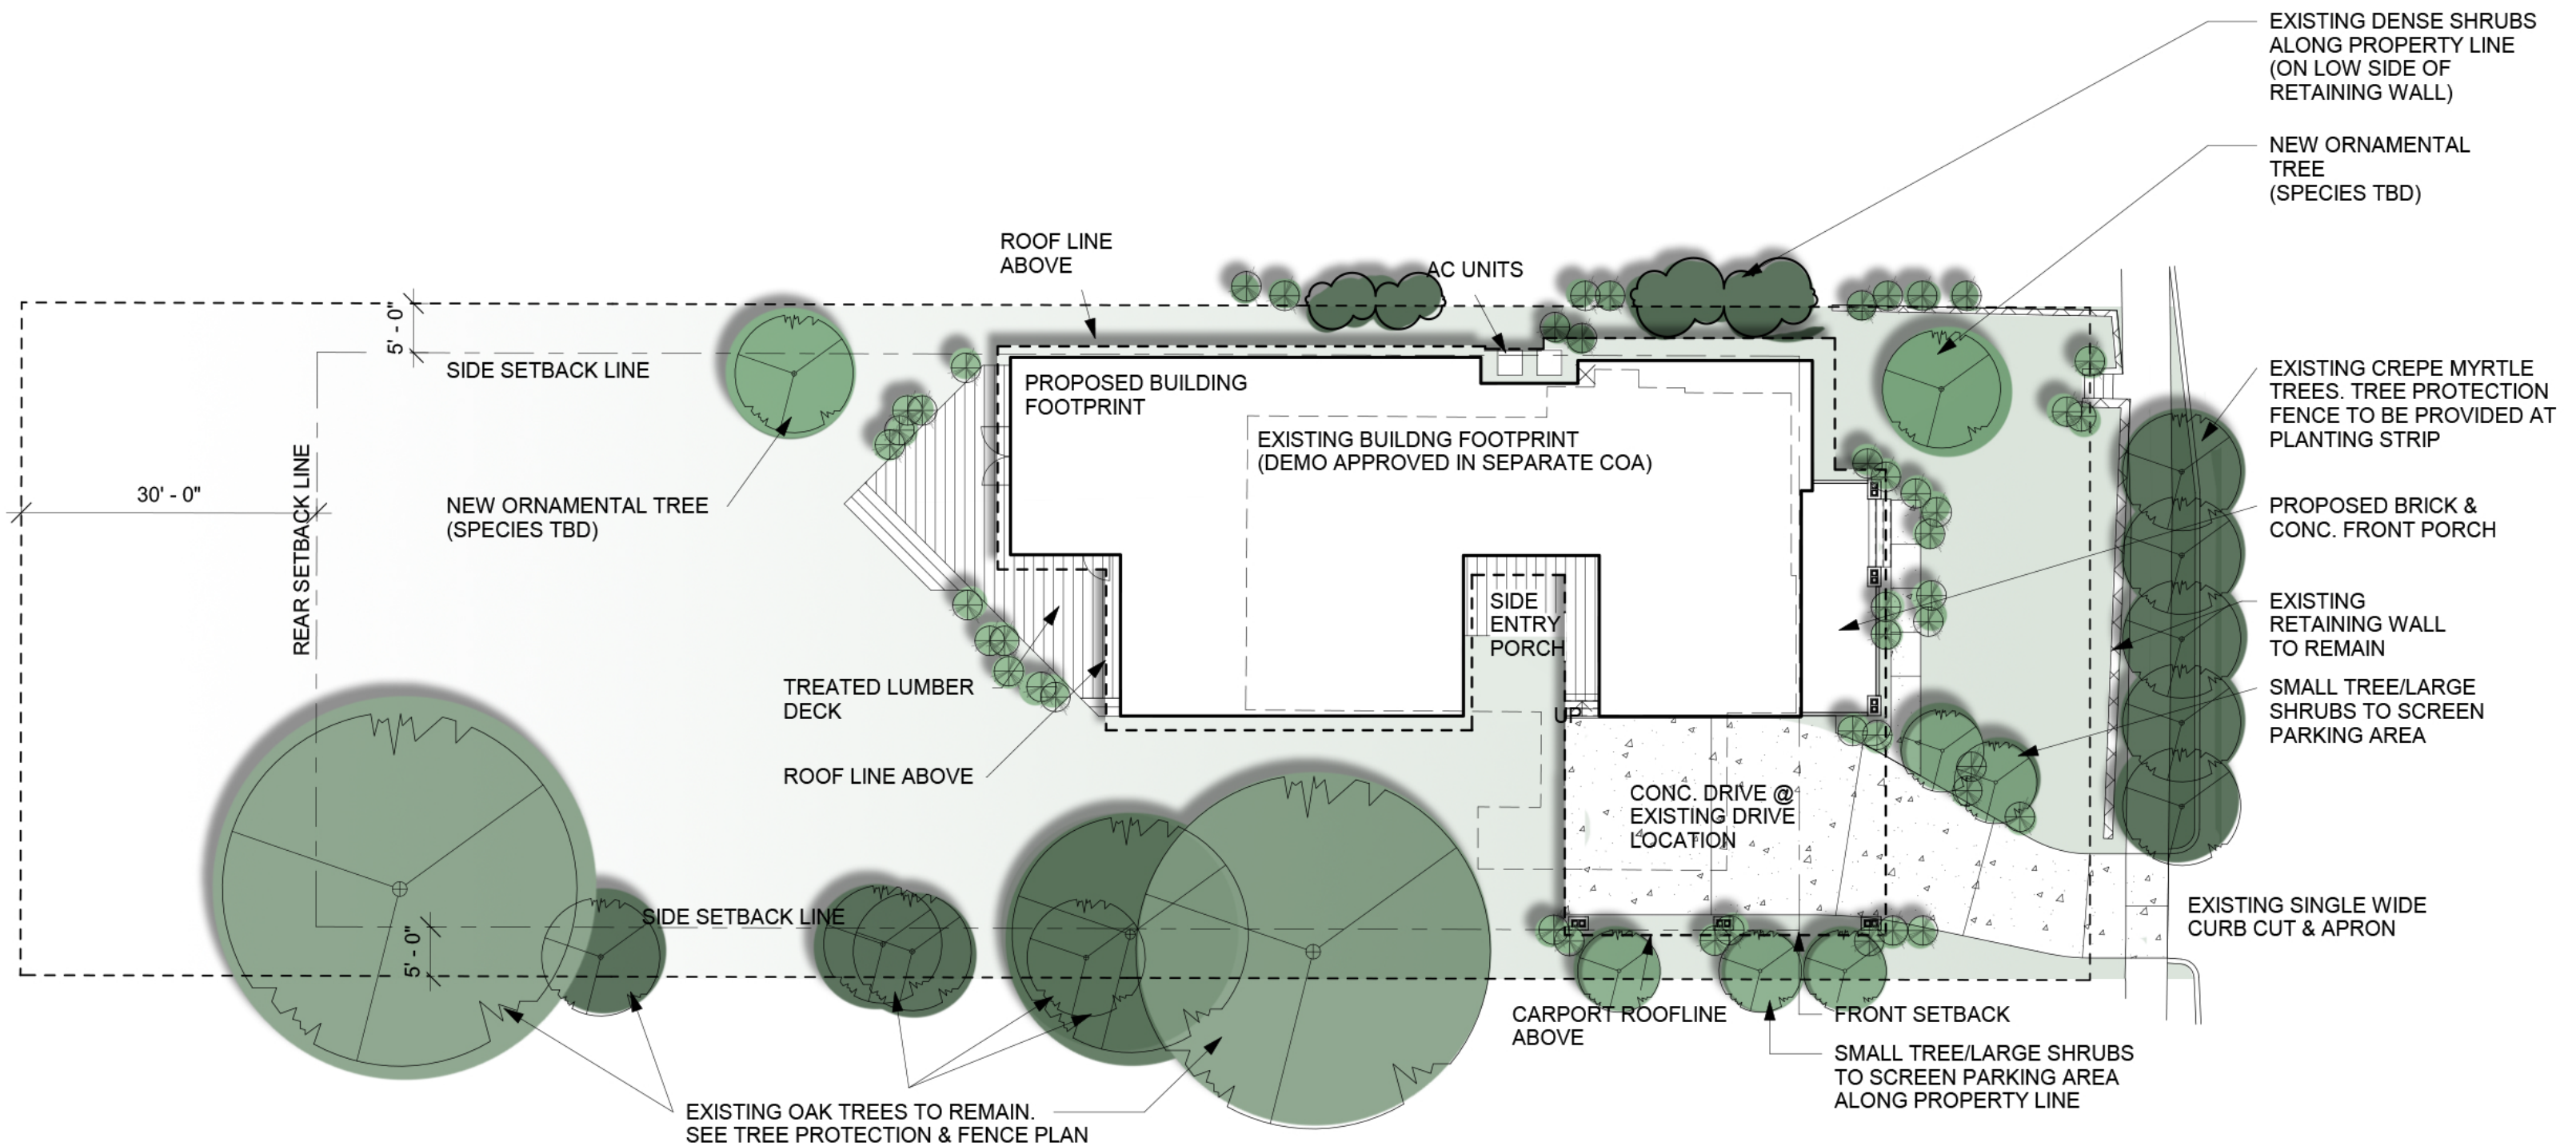 EXISTING DENSE SHRUBS
ALONG PROPERTY LINE
(ON LOW SIDE OF
RETAINING WALL)
NEW ORNAMENTAL
TREE
(SPECIES TBD)
ROOF LINE
ABOVE
AC UNITS
5' - 0"
SIDE SETBACK LINE
PROPOSED BUILDING
FOOTPRINT
EXISTING BUILDNG FOOTPRINT
(DEMO APPROVED IN SEPARATE COA)
EXISTING CREPE MYRTLE
TREES. TREE PROTECTION
FENCE TO BE PROVIDED AT
PLANTING STRIP
30' - 0"
REAR SETBACK LINE
NEW ORNAMENTAL TREE
(SPECIES TBD)
PROPOSED BRICK &
CONC. FRONT PORCH
SIDE
ENTRY
PORCH
EXISTING
RETAINING WALL
TO REMAIN
TREATED LUMBER
DECK
UP
SMALL TREE/LARGE
SHRUBS TO SCREEN
PARKING AREA
ROOF LINE ABOVE
CONC. DRIVE @
EXISTING DRIVE
LOCATION
SIDE SETBACK LINE
5' - 0"
EXISTING SINGLE WIDE
CURB CUT & APRON
CARPORT ROOFLINE
ABOVE
FRONT SETBACK
SMALL TREE/LARGE SHRUBS
TO SCREEN PARKING AREA
ALONG PROPERTY LINE
EXISTING OAK TREES TO REMAIN.
SEE TREE PROTECTION & FENCE PLAN